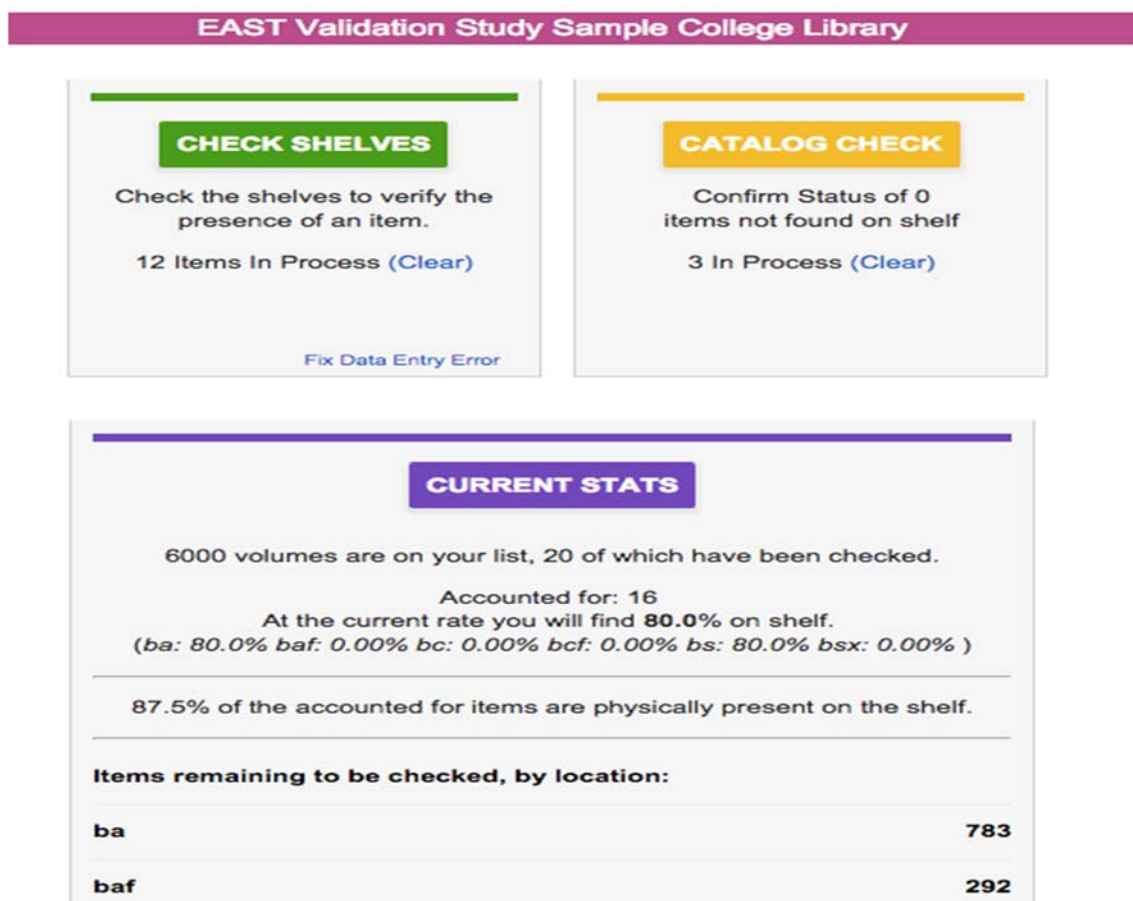 EAST Validation Study Sample College Library
CHECK SHELVES
Check the shelves to verify the
presence of an item.
12 Items In Process (Clear)
Fix Data Entry Error
CATALOG CHECK
Confirm Status of 0
items not found on shelf
3 In Process (Clear)
CURRENT STATS
6000 volumes are on your list, 20 of which have been checked.
Accounted for: 16
At the current rate you will find 80.0% on shelf.
(ba: 80.0% baf: 0.00% bc: 0.00% bcf: 0.00% bs: 80.0% bsx: 0.00% )
87.5% of the accounted for items are physically present on the shelf.
Items remaining to be checked, by location:
ba 783
baf 292